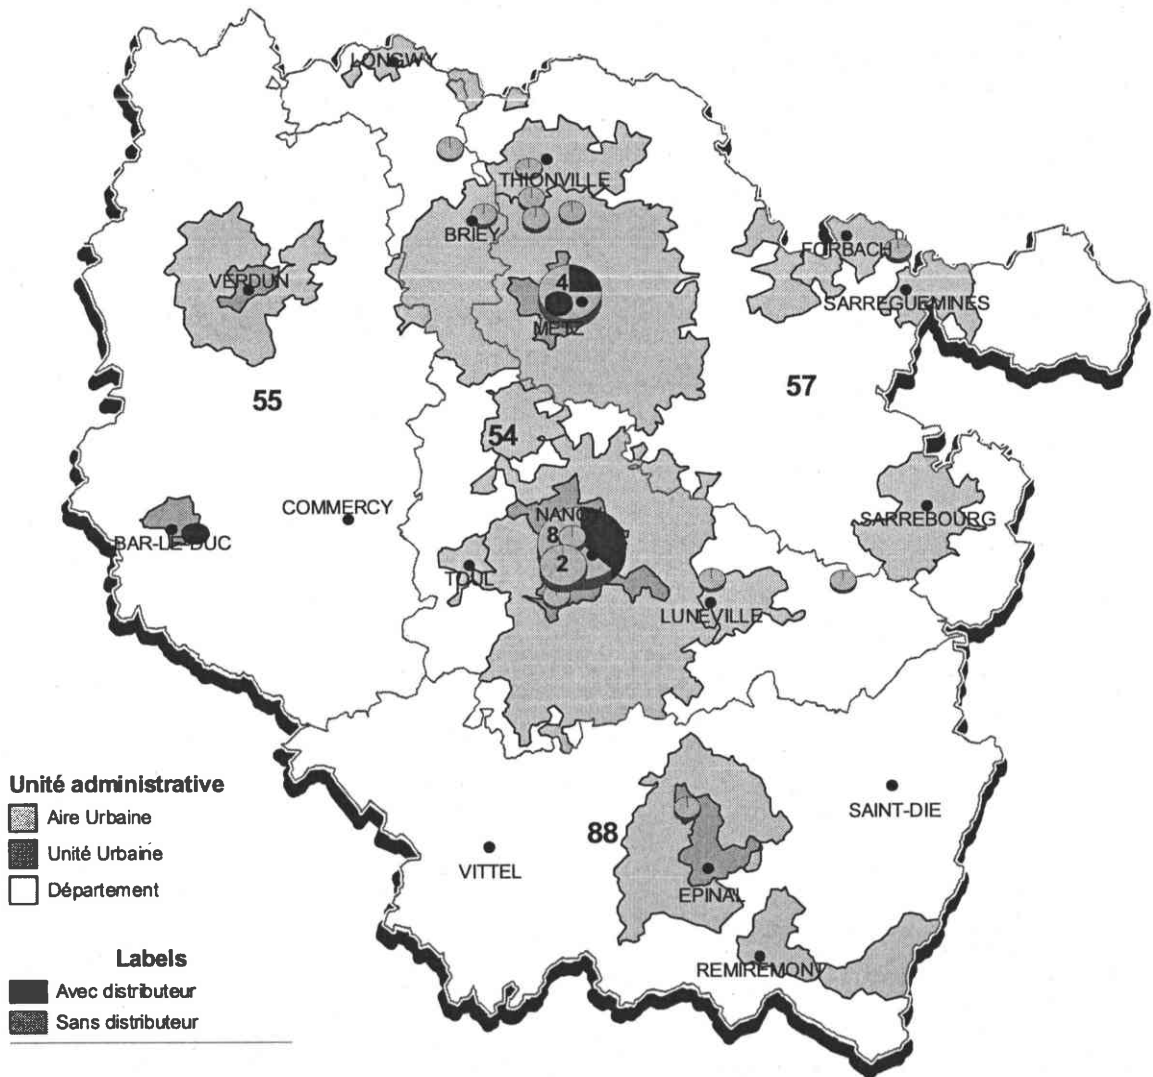 LONGWY
THIONVILLE
BRIEY
FORBACH
VERDUN
SARREGUEMINES
4
METZ
55
57
54
COMMERCY
NANCY
SARREBOURG
BAR-LE-DUC
8
2
TOUL
LUNEVILLE
Unité administrative
Aire Urbaine
Unité Urbaine
Département
SAINT-DIE
88
VITTEL
EPINAL
REMIREMONT
Labels
Avec distributeur
Sans distributeur